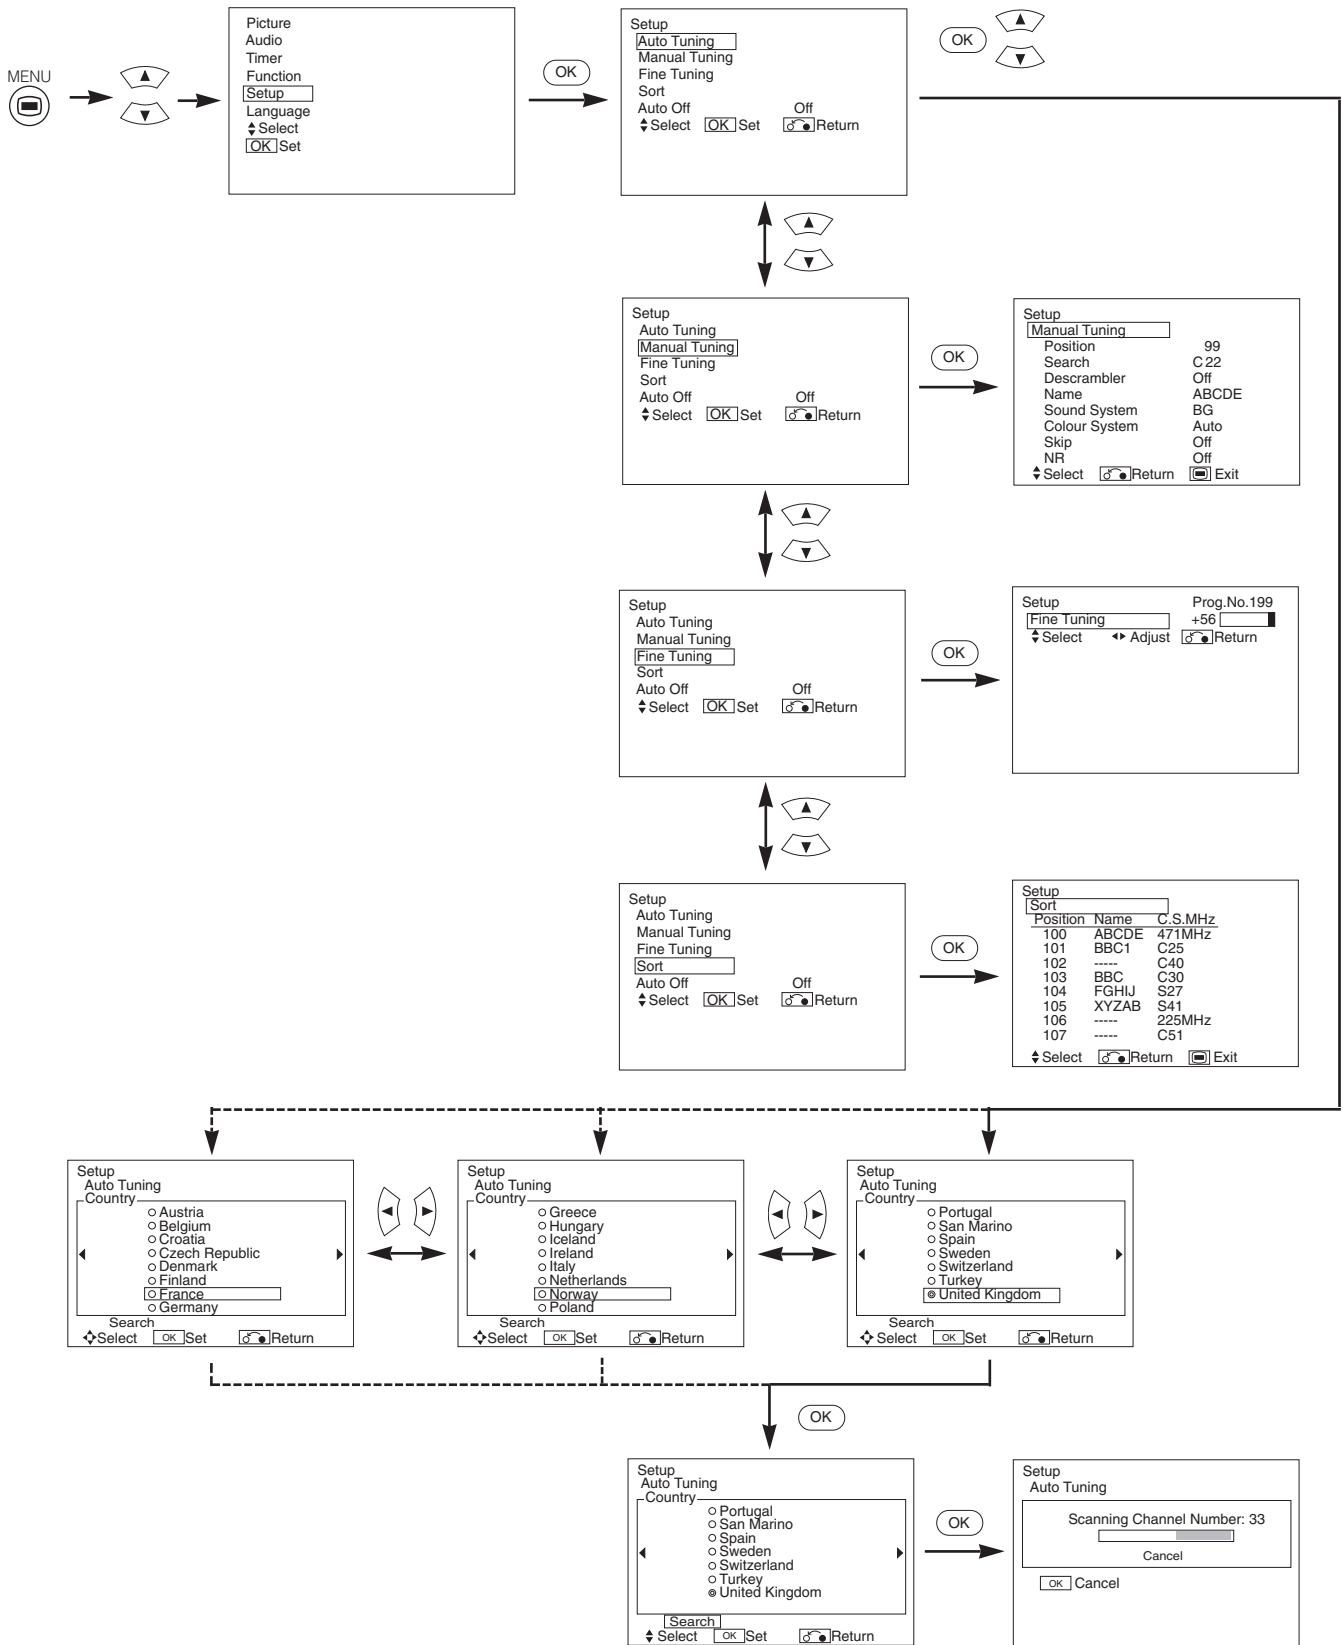 MENU
Picture
Audio
Timer
Function
Setup
Language
Select
OK Set
OK
Setup
Auto Tuning
Manual Tuning
Fine Tuning
Sort
Auto Off Off
Select OK Set Return
OK
Setup
Auto Tuning
Manual Tuning
Fine Tuning
Sort
Auto Off Off
Select OK Set Return
OK
Setup
Manual Tuning
Position 99
Search C 22
Descrambler Off
Name ABCDE
Sound System BG
Colour System Auto
Skip Off
NR Off
Select Return Exit
Setup
Auto Tuning
Manual Tuning
Fine Tuning
Sort
Auto Off Off
Select OK Set Return
OK
Setup Prog.No.199
Fine Tuning +56
Select Adjust Return
Setup
Auto Tuning
Manual Tuning
Fine Tuning
Sort
Auto Off Off
Select OK Set Return
OK
Setup
Sort
Position Name C.S.MHz
100 ABCDE 471MHz
101 BBC1 C25
102 ----- C40
103 BBC C30
104 FGHIJ S27
105 XYZAB S41
106 ----- 225MHz
107 ----- C51
Select Return Exit
Setup
Auto Tuning
Country
Austria
Belgium
Croatia
Czech Republic
Denmark
Finland
France
Germany
Search
Select OK Set Return
Setup
Auto Tuning
Country
Greece
Hungary
Iceland
Ireland
Italy
Netherlands
Norway
Poland
Search
Select OK Set Return
Setup
Auto Tuning
Country
Portugal
San Marino
Spain
Sweden
Switzerland
Turkey
United Kingdom
Search
Select OK Set Return
OK
Setup
Auto Tuning
Country
Portugal
San Marino
Spain
Sweden
Switzerland
Turkey
United Kingdom
Search
Select OK Set Return
OK
Setup
Auto Tuning
Scanning Channel Number: 33
Cancel
OK Cancel